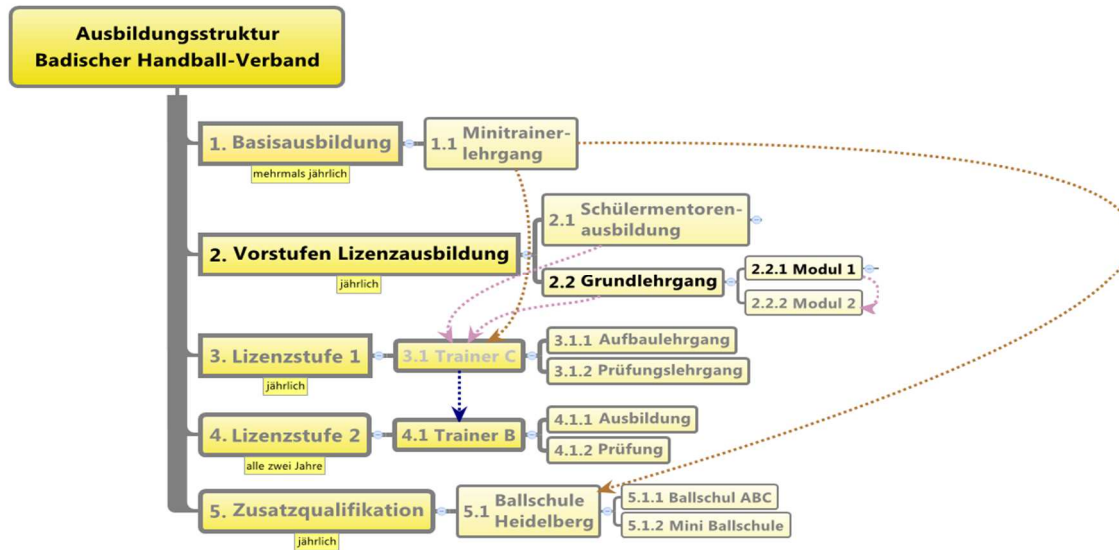 Ausbildungsstruktur
Badischer Handball-Verband
1. Basisausbildung
mehrmals jährlich
1.1 Minitrainer-
lehrgang
2. Vorstufen Lizenzausbildung
jährlich
2.1 Schülermentoren-
ausbildung
2.2 Grundlehrgang
2.2.1 Modul 1
2.2.2 Modul 2
3. Lizenzstufe 1
jährlich
3.1 Trainer C
3.1.1 Aufbaulehrgang
3.1.2 Prüfungslehrgang
4. Lizenzstufe 2
alle zwei Jahre
4.1 Trainer B
4.1.1 Ausbildung
4.1.2 Prüfung
5. Zusatzqualifikation
jährlich
5.1 Ballschule
Heidelberg
5.1.1 Ballschul ABC
5.1.2 Mini Ballschule